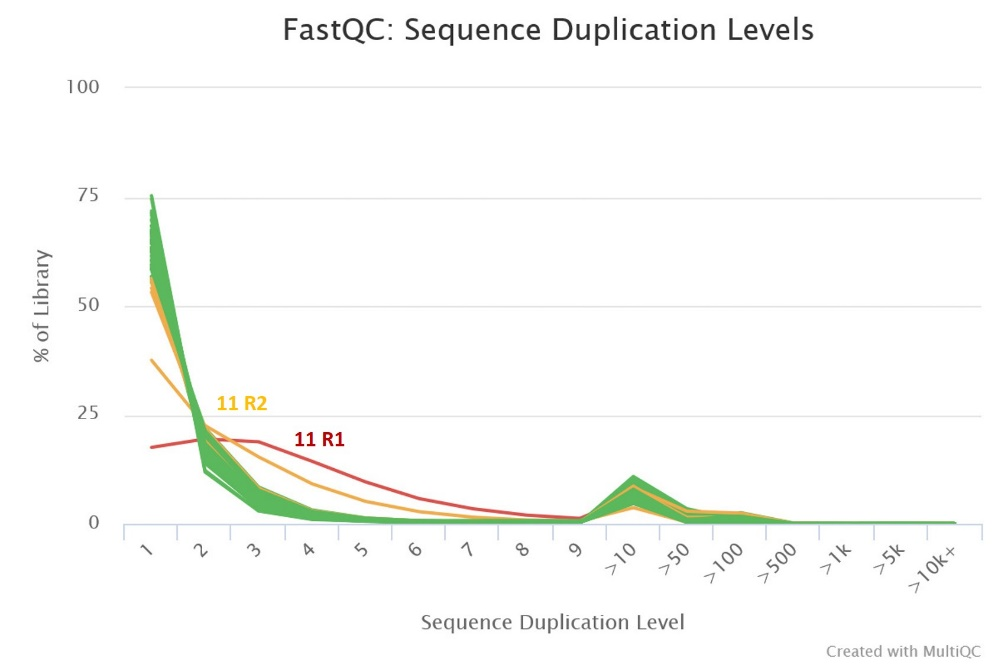 FastQC: Sequence Duplication Levels
100
75
50
25
0
% of Library
11 R2
11 R1
1
2
3
4
5
6
7
8
9
>10
>50
>100
>500
>1k
>5k
>10k+
Sequence Duplication Level
Created with MultiQC